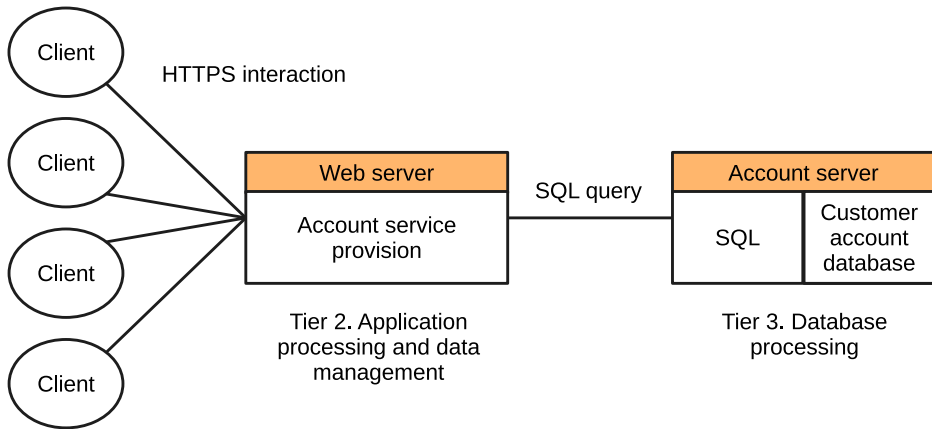 Client
HTTPS interaction
Client
Client
Client
Web server
Account service
provision
Tier 2. Application
processing and data
management
SQL query
Account server
SQL
Customer
account
database
Tier 3. Database
processing